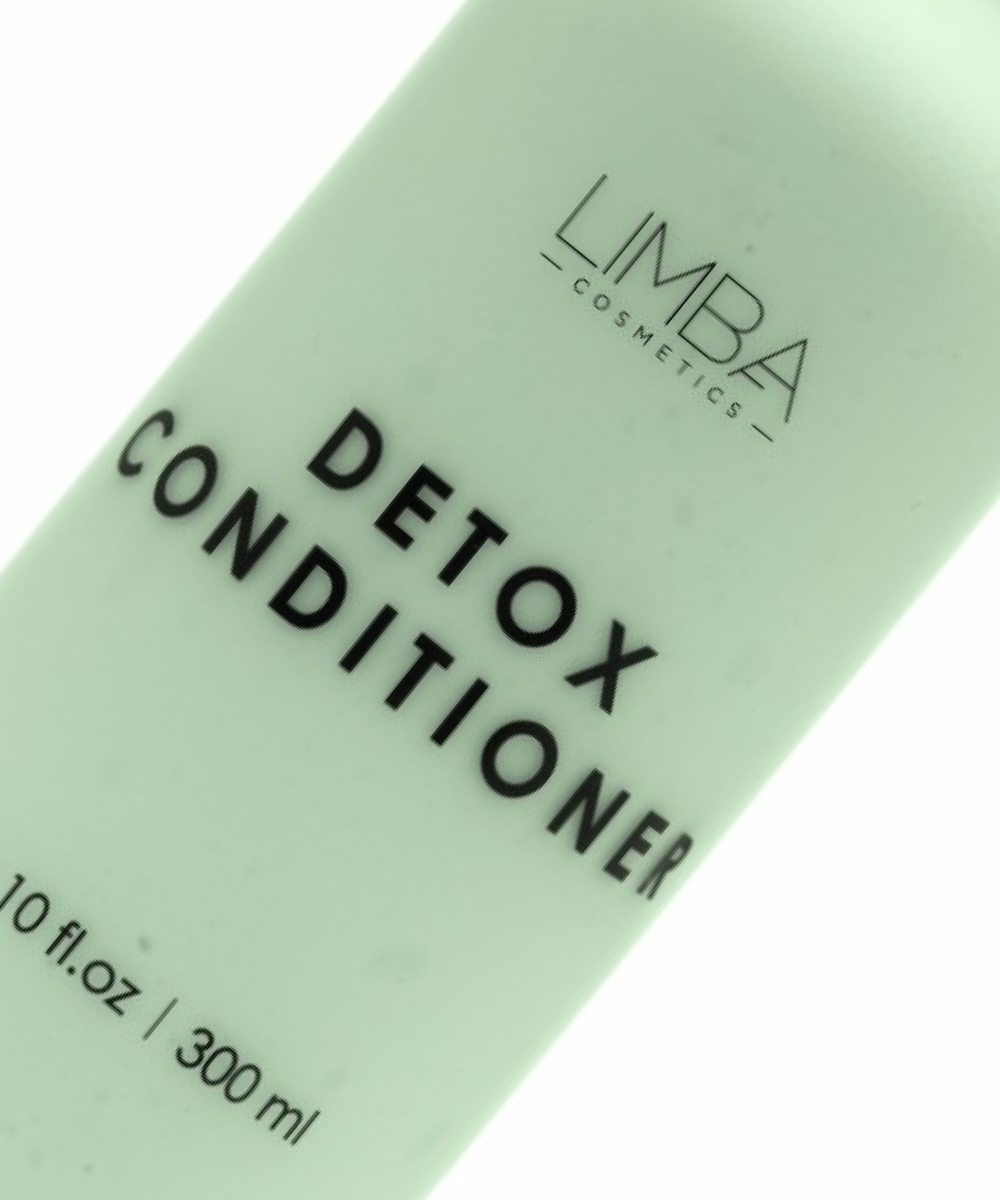 LIMBA
COSMETICS
DETOX
CONDITIONER
10 fl.oz | 300 ml